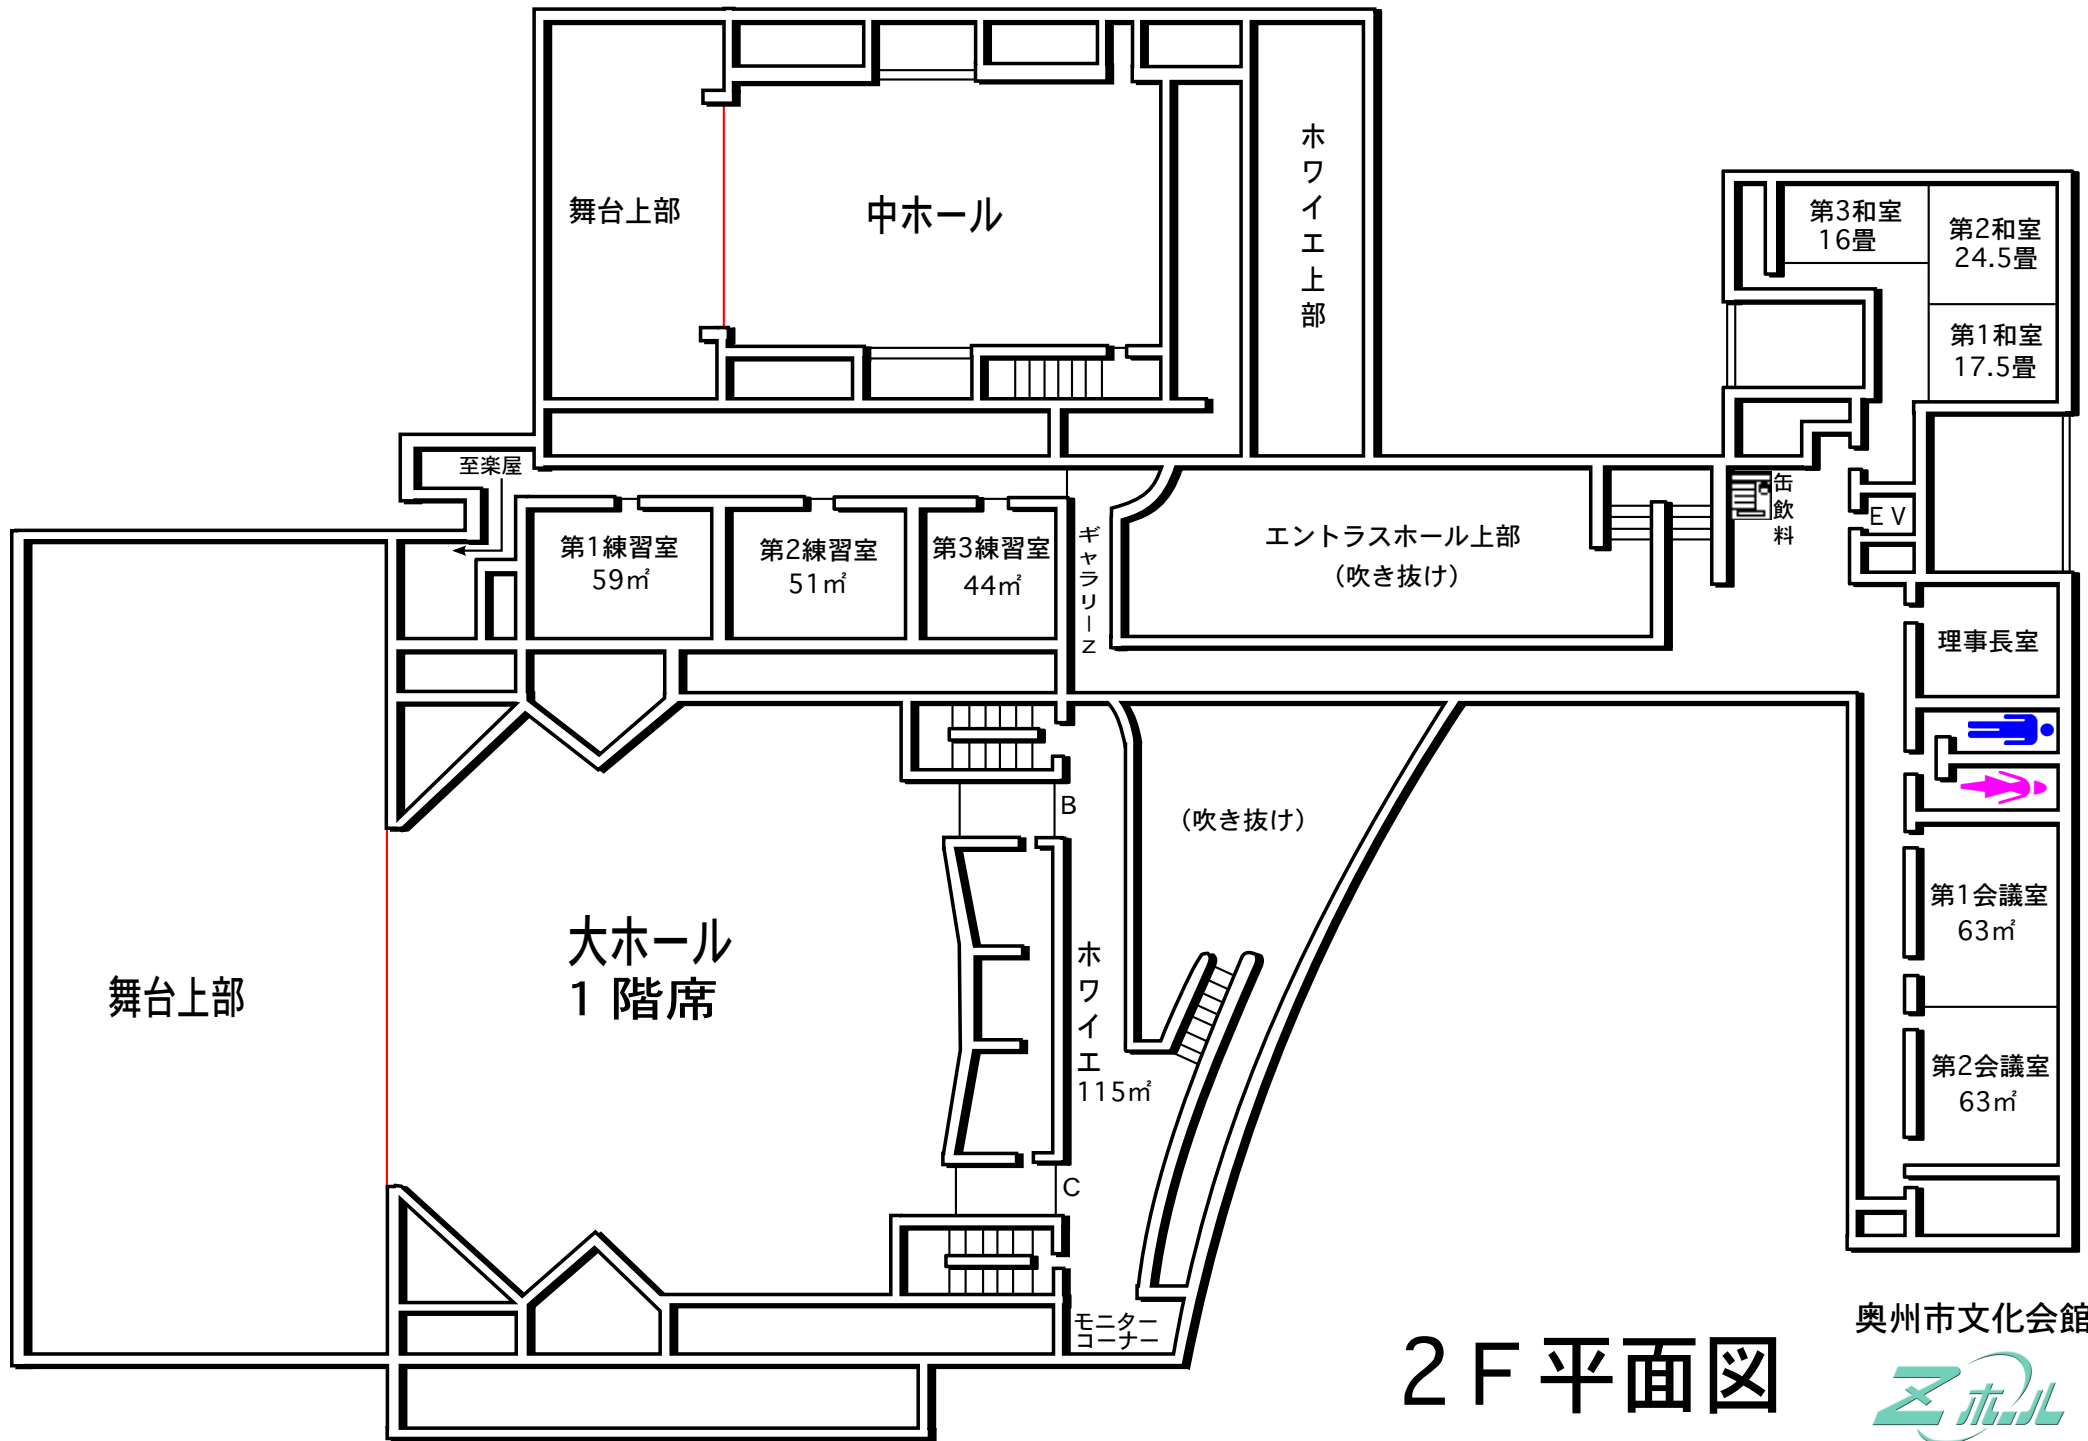 舞台上部
中ホール
ホワイエ上部
第3和室
16畳
第2和室
24.5畳
第1和室
17.5畳
至楽屋
缶飲料
EV
第1練習室
59㎡
第2練習室
51㎡
第3練習室
44㎡
ギャラリーZ
エントラスホール上部
(吹き抜け)
理事長室
B
(吹き抜け)
大ホール
1階席
舞台上部
ホワイエ
115㎡
第1会議室
63㎡
第2会議室
63㎡
C
モニター
コーナー
2F平面図
奥州市文化会館
Zホール